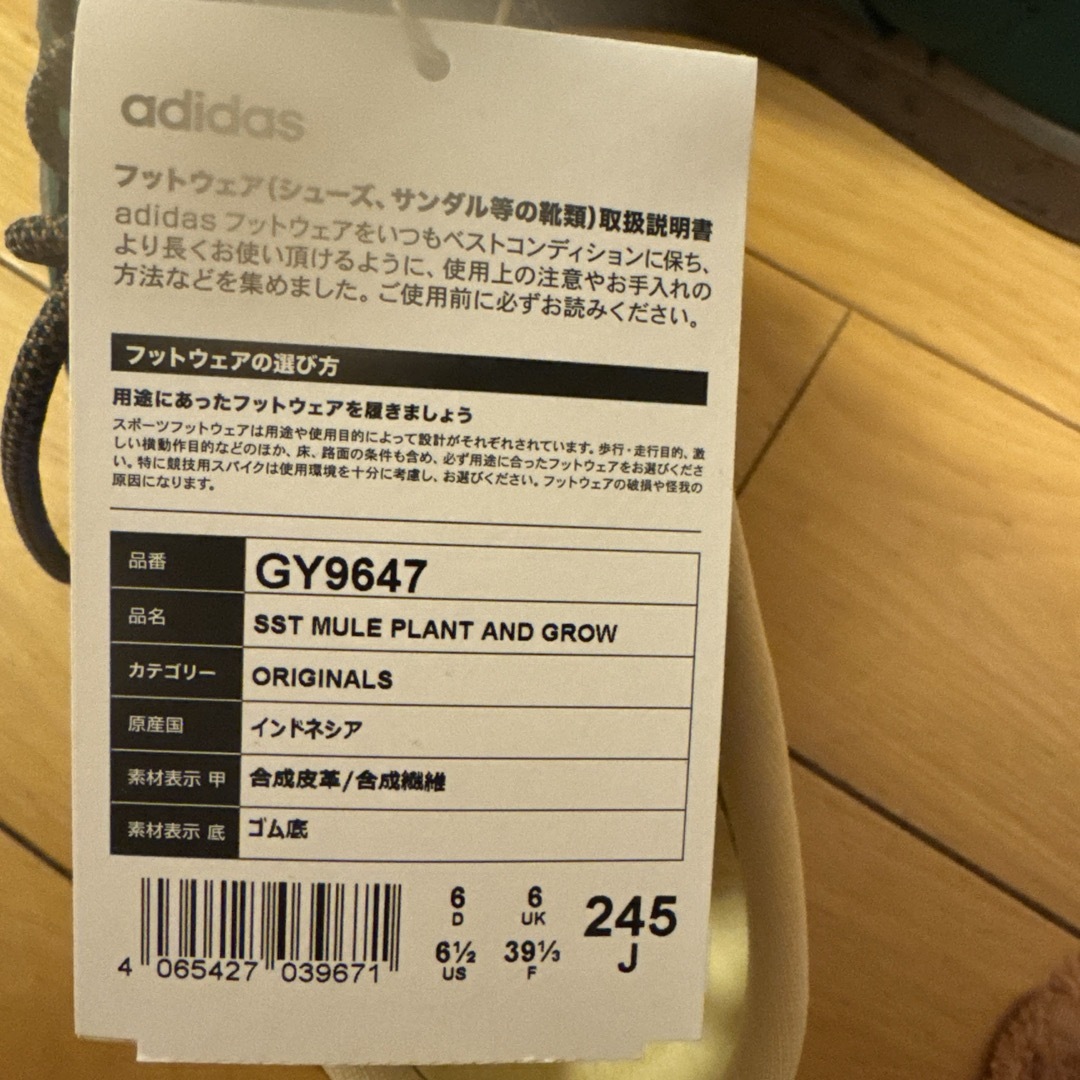 adidas
フットウェア(シューズ、サンダル等の靴類)取扱説明書
adidas フットウェアをいつもベストコンディションに保ち、
より長くお使い頂けるように、使用上の注意やお手入れの
方法などを集めました。ご使用前に必ずお読みください。
フットウェアの選び方
用途にあったフットウェアを履きましょう
スポーツフットウェアは用途や使用目的によって設計がそれぞれされています。歩行・走行目的、激
しい横動作目的などのほか、床、路面の条件も含め、必ず用途に合ったフットウェアをお選びくださ
い。特に競技用スパイクは使用環境を十分に考慮し、お選びください。フットウェアの破損や怪我の
原因になります。
品番 GY9647
品名 SST MULE PLANT AND GROW
カテゴリー ORIGINALS
原産国 インドネシア
素材表示 甲 合成皮革/合成繊維
素材表示 底 ゴム底
6 D 6 UK 245 J
6½ US 39⅓ F
4 065427 039671